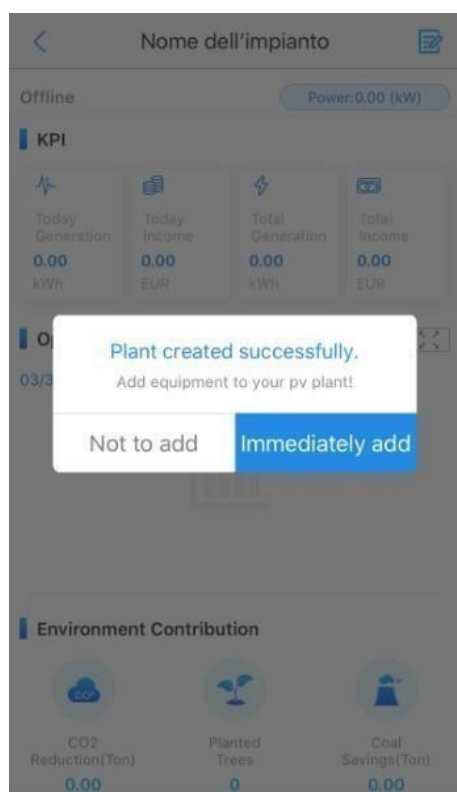 Nome dell'impianto
Offline
Power:0.00 (kW)
KPI
Today
Generation
0.00
kWh
Today
Income
0.00
EUR
Total
Generation
0.00
kWh
Total
Income
0.00
EUR
03/3
Plant created successfully.
Add equipment to your pv plant!
Not to add
Immediately add
Environment Contribution
CO2
CO2
Reduction(Ton)
0.00
Planted
Trees
0
Coal
Savings(Ton)
0.00